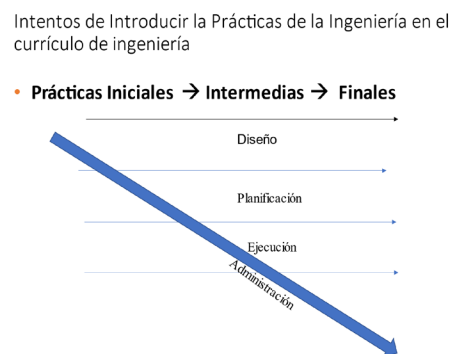 Intentos de Introducir la Prácticas de la Ingeniería en el
currículo de ingeniería
• Prácticas Iniciales → Intermedias → Finales
Diseño
Planificación
Ejecución
Administración